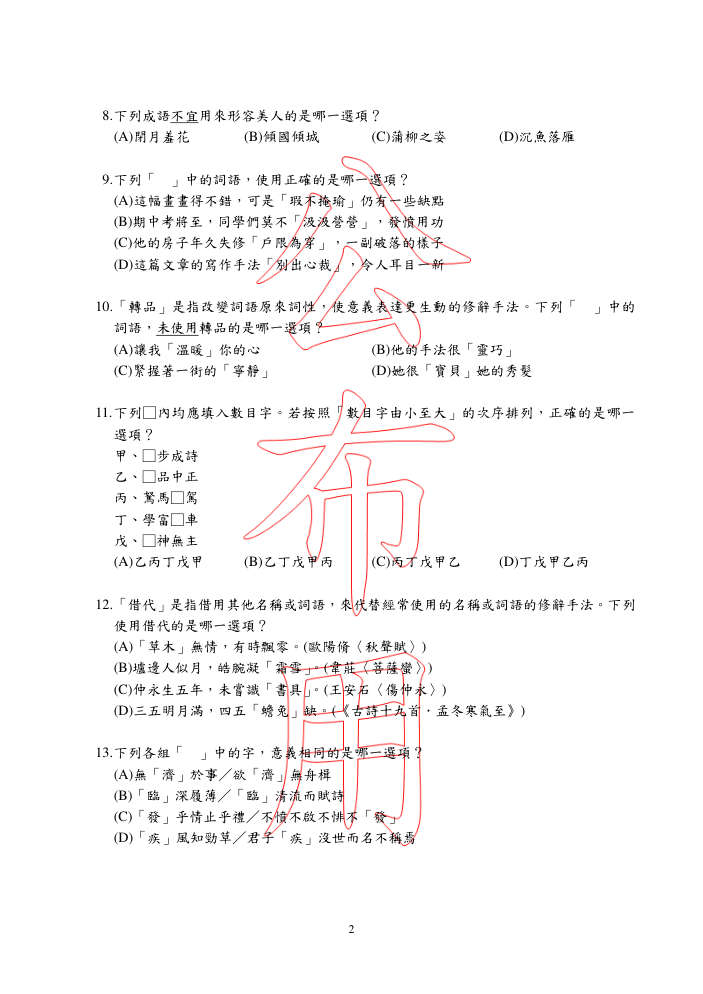 8.下列成語不宜用來形容美人的是哪一選項？
(A)閉月羞花 (B)傾國傾城 (C)蒲柳之姿 (D)沉魚落雁
9.下列「　」中的詞語，使用正確的是哪一選項？
(A)這幅畫畫得不錯，可是「瑕不掩瑜」仍有一些缺點
(B)期中考將至，同學們莫不「汲汲營營」，發憤用功
(C)他的房子年久失修「戶限為穿」，一副破落的樣子
(D)這篇文章的寫作手法「別出心裁」，令人耳目一新
10.「轉品」是指改變詞語原來詞性，使意義表達更生動的修辭手法。下列「　」中的
詞語，未使用轉品的是哪一選項？
(A)讓我「溫暖」你的心 (B)他的手法很「靈巧」
(C)緊握著一街的「寧靜」 (D)她很「寶貝」她的秀髮
11.下列□內均應填入數目字。若按照「數目字由小至大」的次序排列，正確的是哪一
選項？
甲、□步成詩
乙、□品中正
丙、駑馬□駕
丁、學富□車
戊、□神無主
(A)乙丙丁戊甲 (B)乙丁戊甲丙 (C)丙丁戊甲乙 (D)丁戊甲乙丙
12.「借代」是指借用其他名稱或詞語，來代替經常使用的名稱或詞語的修辭手法。下列
使用借代的是哪一選項？
(A)「草木」無情，有時飄零。(歐陽脩〈秋聲賦〉)
(B)壚邊人似月，皓腕凝「霜雪」。(韋莊〈菩薩蠻〉)
(C)仲永生五年，未嘗識「書具」。(王安石〈傷仲永〉)
(D)三五明月滿，四五「蟾兔」缺。(《古詩十九首．孟冬寒氣至》)
13.下列各組「　」中的字，意義相同的是哪一選項？
(A)無「濟」於事／欲「濟」無舟楫
(B)「臨」深履薄／「臨」清流而賦詩
(C)「發」乎情止乎禮／不憤不啟不悱不「發」
(D)「疾」風知勁草／君子「疾」沒世而名不稱焉
公布用
2